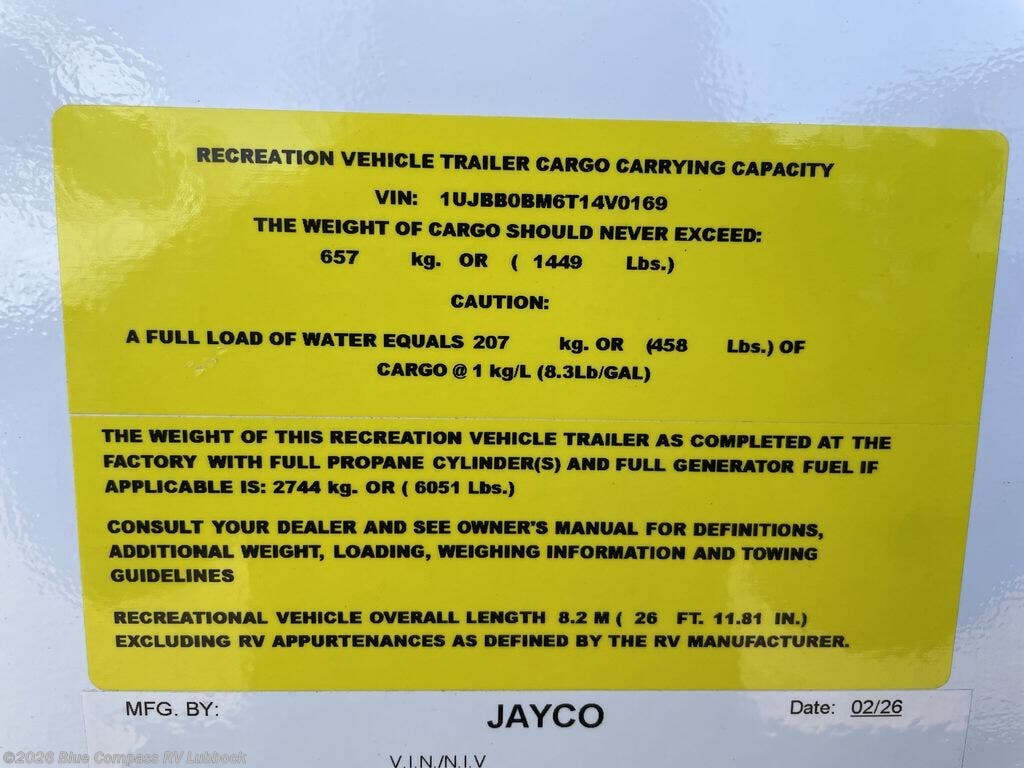 RECREATION VEHICLE TRAILER CARGO CARRYING CAPACITY
VIN: 1UJBB0BM6T14V0169
THE WEIGHT OF CARGO SHOULD NEVER EXCEED:
657 kg. OR ( 1449 Lbs.)
CAUTION:
A FULL LOAD OF WATER EQUALS 207 kg. OR (458 Lbs.) OF
CARGO @ 1 kg/L (8.3Lb/GAL)
THE WEIGHT OF THIS RECREATION VEHICLE TRAILER AS COMPLETED AT THE
FACTORY WITH FULL PROPANE CYLINDER(S) AND FULL GENERATOR FUEL IF
APPLICABLE IS: 2744 kg. OR ( 6051 Lbs.)
CONSULT YOUR DEALER AND SEE OWNER'S MANUAL FOR DEFINITIONS,
ADDITIONAL WEIGHT, LOADING, WEIGHING INFORMATION AND TOWING
GUIDELINES
RECREATIONAL VEHICLE OVERALL LENGTH 8.2 M ( 26 FT. 11.81 IN.)
EXCLUDING RV APPURTENANCES AS DEFINED BY THE RV MANUFACTURER.
MFG. BY: JAYCO Date: 02/26
V.I.N./N.I.V
©2026 Blue Compass RV Lubbock